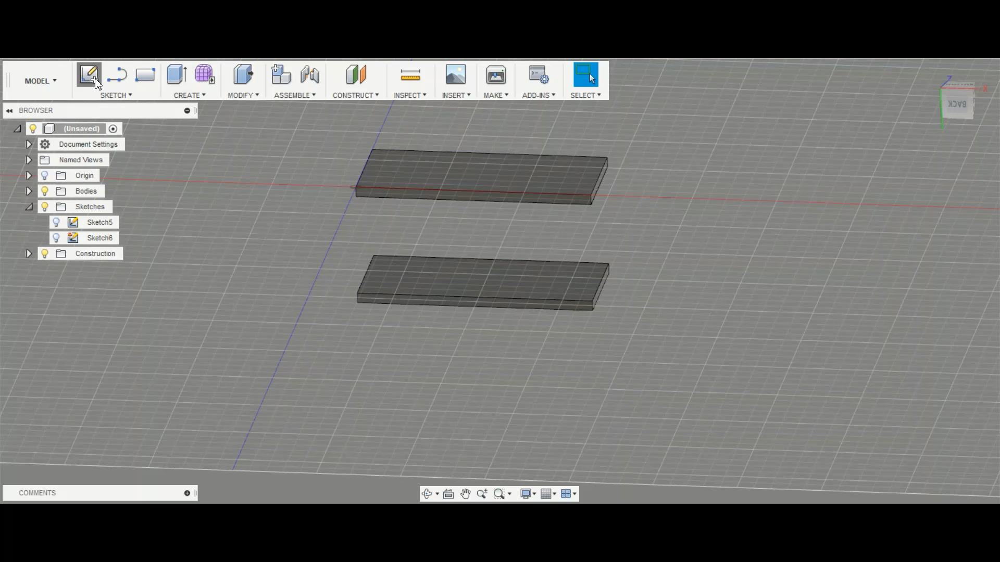 MODEL
SKETCH
CREATE
MODIFY
ASSEMBLE
CONSTRUCT
INSPECT
INSERT
MAKE
ADD-INS
SELECT
BROWSER
(Unsaved)
Document Settings
Named Views
Origin
Bodies
Sketches
Sketch5
Sketch6
Construction
Z
X
BACK
COMMENTS